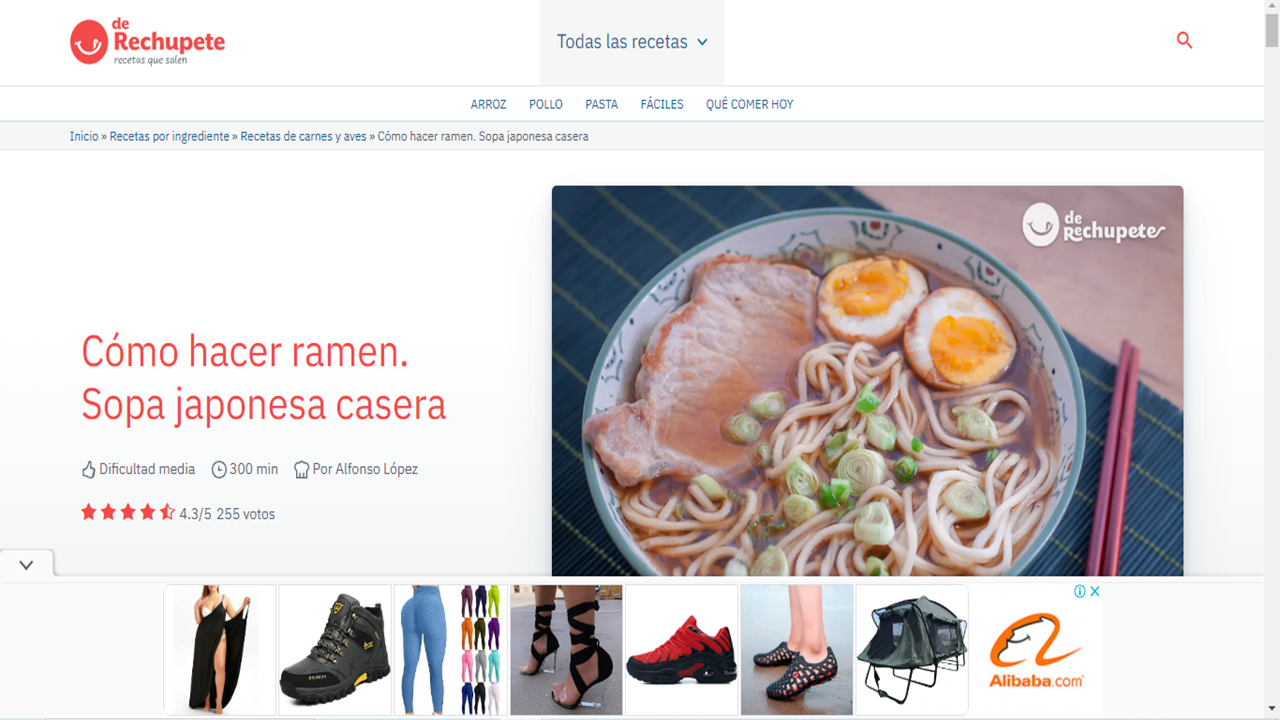 de
Rechupete
recetas que salen
Todas las recetas
ARROZ POLLO PASTA FÁCILES QUÉ COMER HOY
Inicio » Recetas por ingrediente » Recetas de carnes y aves » Cómo hacer ramen. Sopa japonesa casera
de
Rechupete
Cómo hacer ramen.
Sopa japonesa casera
Dificultad media 300 min Por Alfonso López
4.3/5 255 votos
Alibaba.com